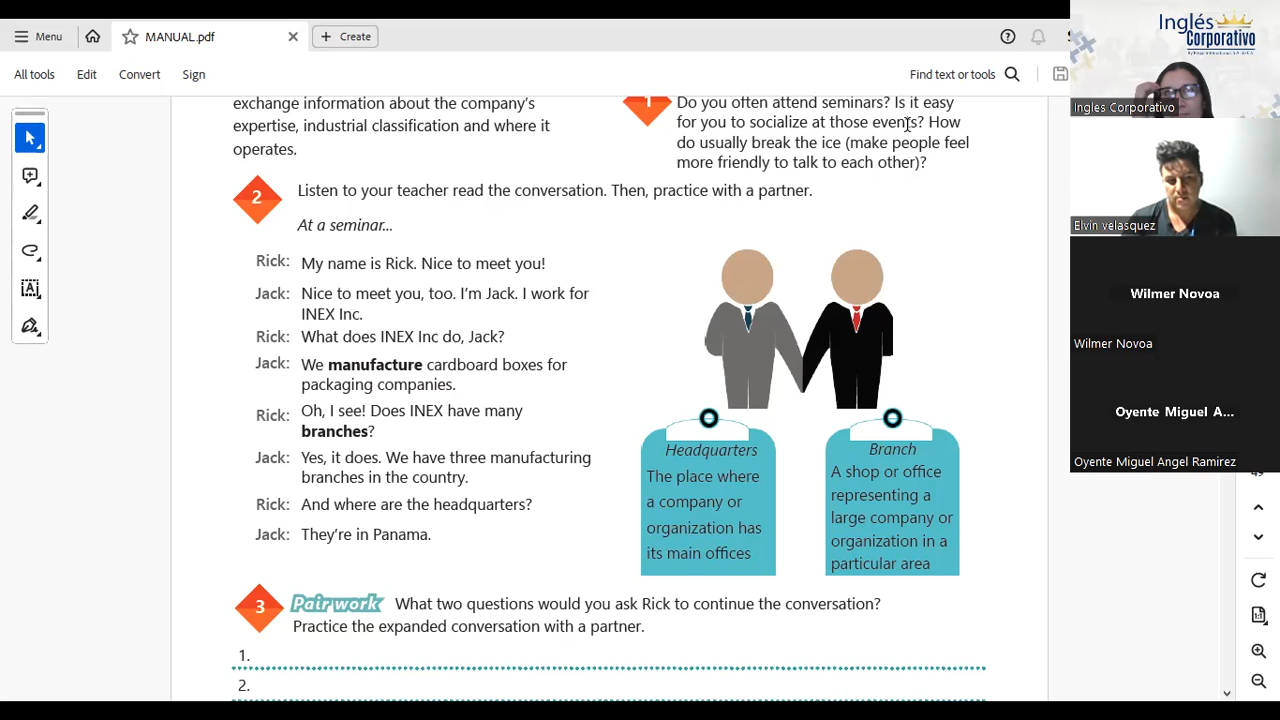 Menu
MANUAL.pdf
Create
All tools
Edit
Convert
Sign
Find text or tools
exchange information about the company's
expertise, industrial classification and where it
operates.
1
Do you often attend seminars? Is it easy
for you to socialize at those events? How
do usually break the ice (make people feel
more friendly to talk to each other)?
2
Listen to your teacher read the conversation. Then, practice with a partner.
At a seminar...
Rick: My name is Rick. Nice to meet you!
Jack: Nice to meet you, too. I'm Jack. I work for
INEX Inc.
Rick: What does INEX Inc do, Jack?
Jack: We manufacture cardboard boxes for
packaging companies.
Rick: Oh, I see! Does INEX have many
branches?
Jack: Yes, it does. We have three manufacturing
branches in the country.
Rick: And where are the headquarters?
Jack: They're in Panama.
Headquarters
The place where
a company or
organization has
its main offices
Branch
A shop or office
representing a
large company or
organization in a
particular area
3
Pair work What two questions would you ask Rick to continue the conversation?
Practice the expanded conversation with a partner.
1.
2.
Inglés
Corporativo
Ingles Corporativo
Elvin velasquez
Wilmer Novoa
Wilmer Novoa
Oyente Miguel A...
Oyente Miguel Angel Ramirez
1:1